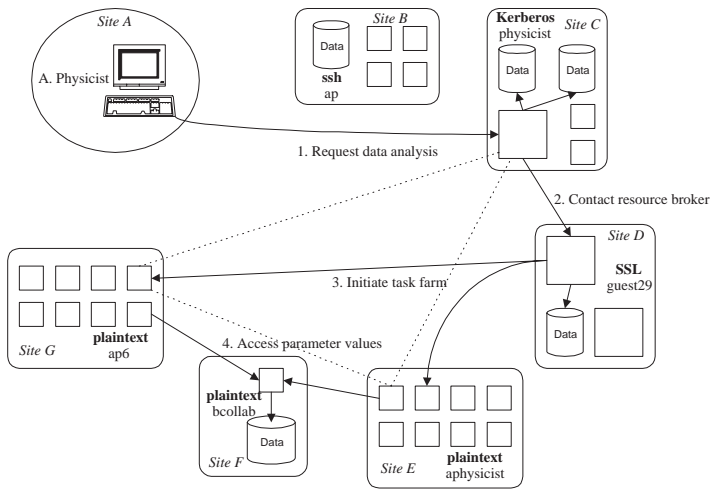 Site A
A. Physicist
Site B
Data
ssh
ap
Kerberos
physicist
Site C
Data
Data
1. Request data analysis
2. Contact resource broker
Site D
SSL
guest29
Data
3. Initiate task farm
plaintext
ap6
Site G
4. Access parameter values
plaintext
bcollab
Data
Site F
plaintext
aphysicist
Site E